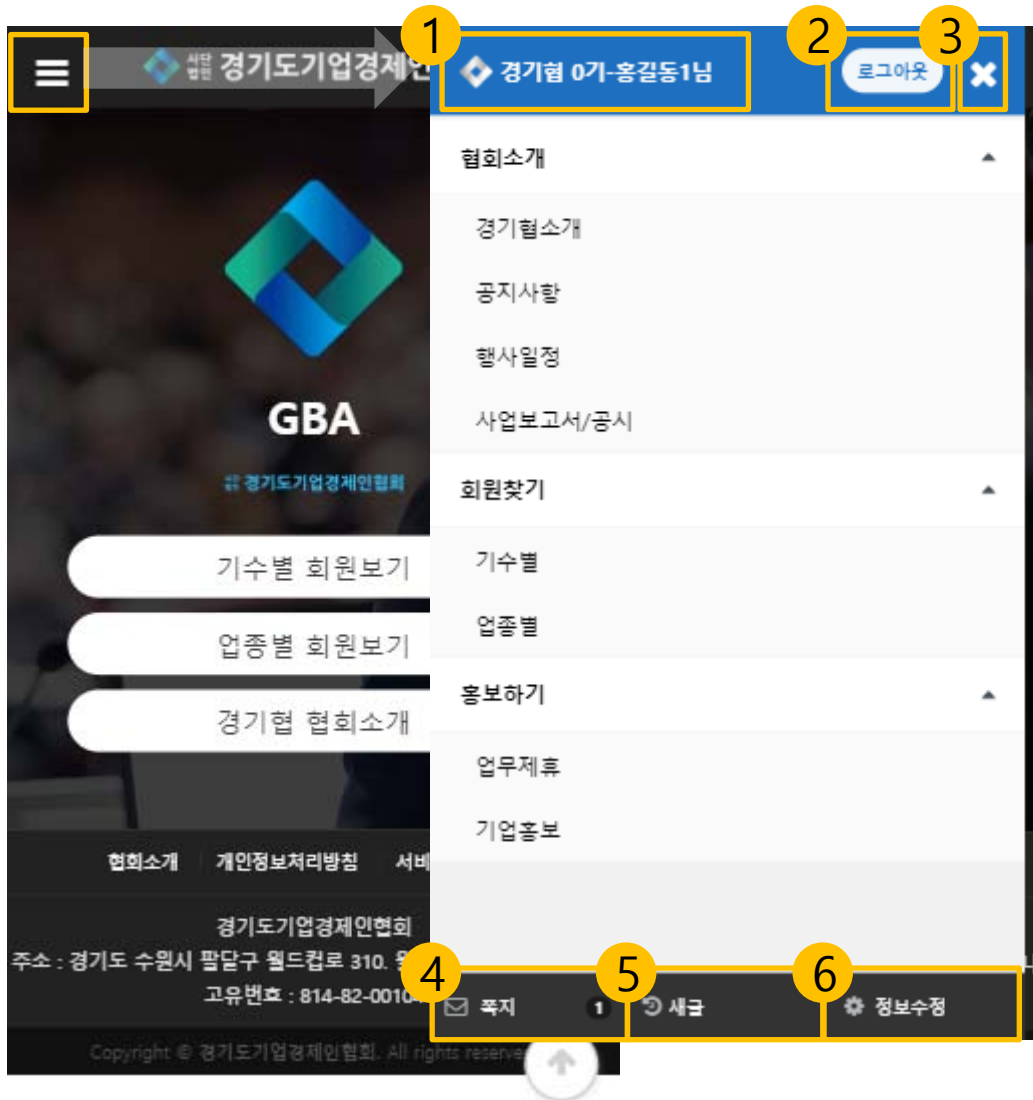 1
2
3
사단법인 경기도기업경제인
경기협 0기-홍길동1님
로그아웃
GBA
경기도기업경제인협회
기수별 회원보기
업종별 회원보기
경기협 협회소개
협회소개
개인정보처리방침
서비
경기도기업경제인협회
주소 : 경기도 수원시 팔달구 월드컵로 310.
고유번호 : 814-82-0010
Copyright © 경기도기업경제인협회. All rights reserve
협회소개
경기협소개
공지사항
행사일정
사업보고서/공시
회원찾기
기수별
업종별
홍보하기
업무제휴
기업홍보
4
5
6
쪽지 1
새글
정보수정